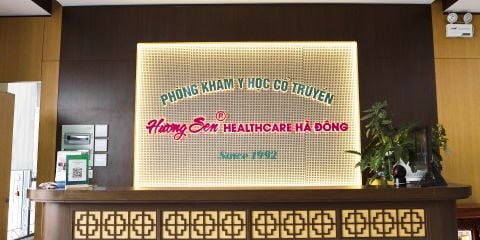 PHÒNG KHÁM Y HỌC CỔ TRUYỀN
Hương Sen® HEALTHCARE HÀ ĐÔNG
Since 1992